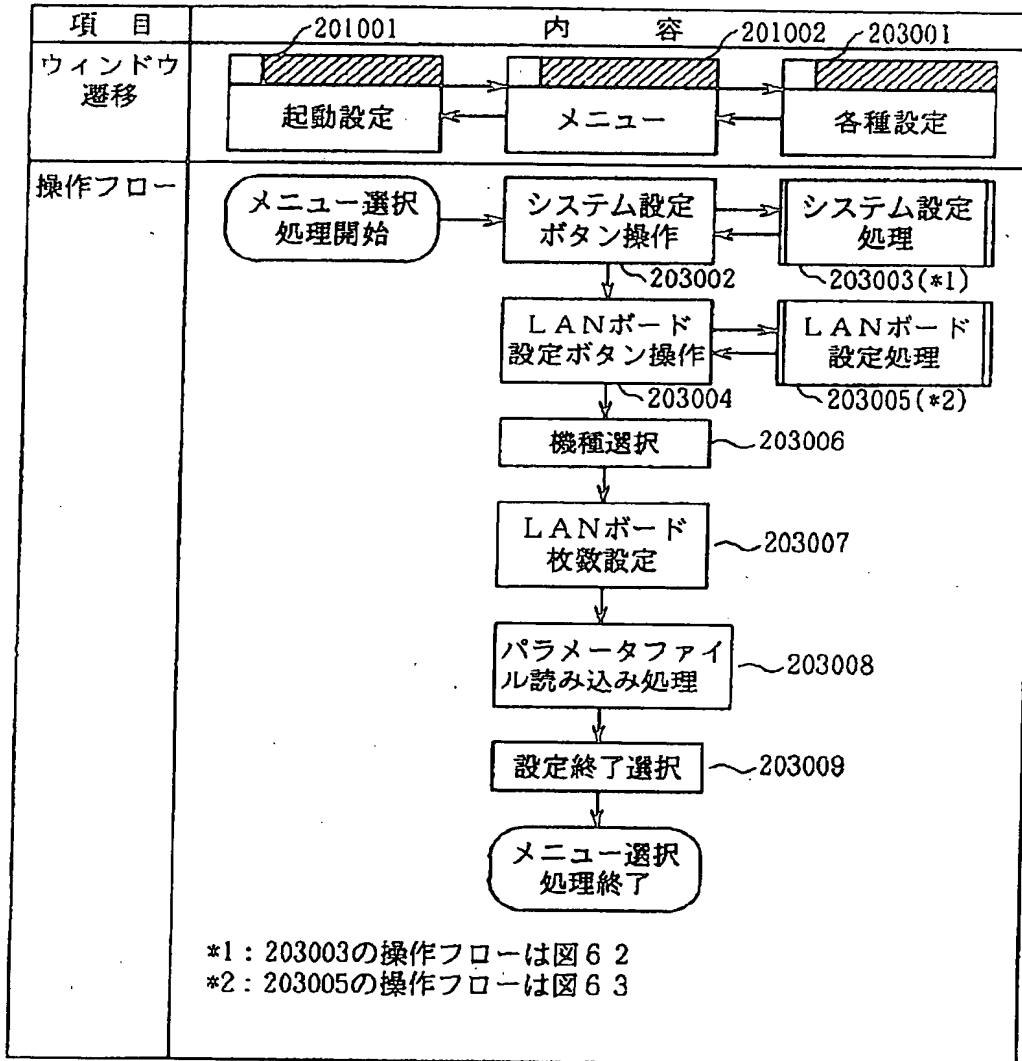 項 目
内 容
201001
201002
203001
ウィンドウ
遷移
起動設定
メニュー
各種設定
操作フロー
メニュー選択
処理開始
システム設定
ボタン操作
システム設定
処理
203002
203003(*1)
LANボード
設定ボタン操作
LANボード
設定処理
203004
203005(*2)
機種選択
203006
LANボード
枚数設定
203007
パラメータファイ
ル読み込み処理
203008
設定終了選択
203009
メニュー選択
処理終了
*1:203003の操作フローは図62
*2:203005の操作フローは図63